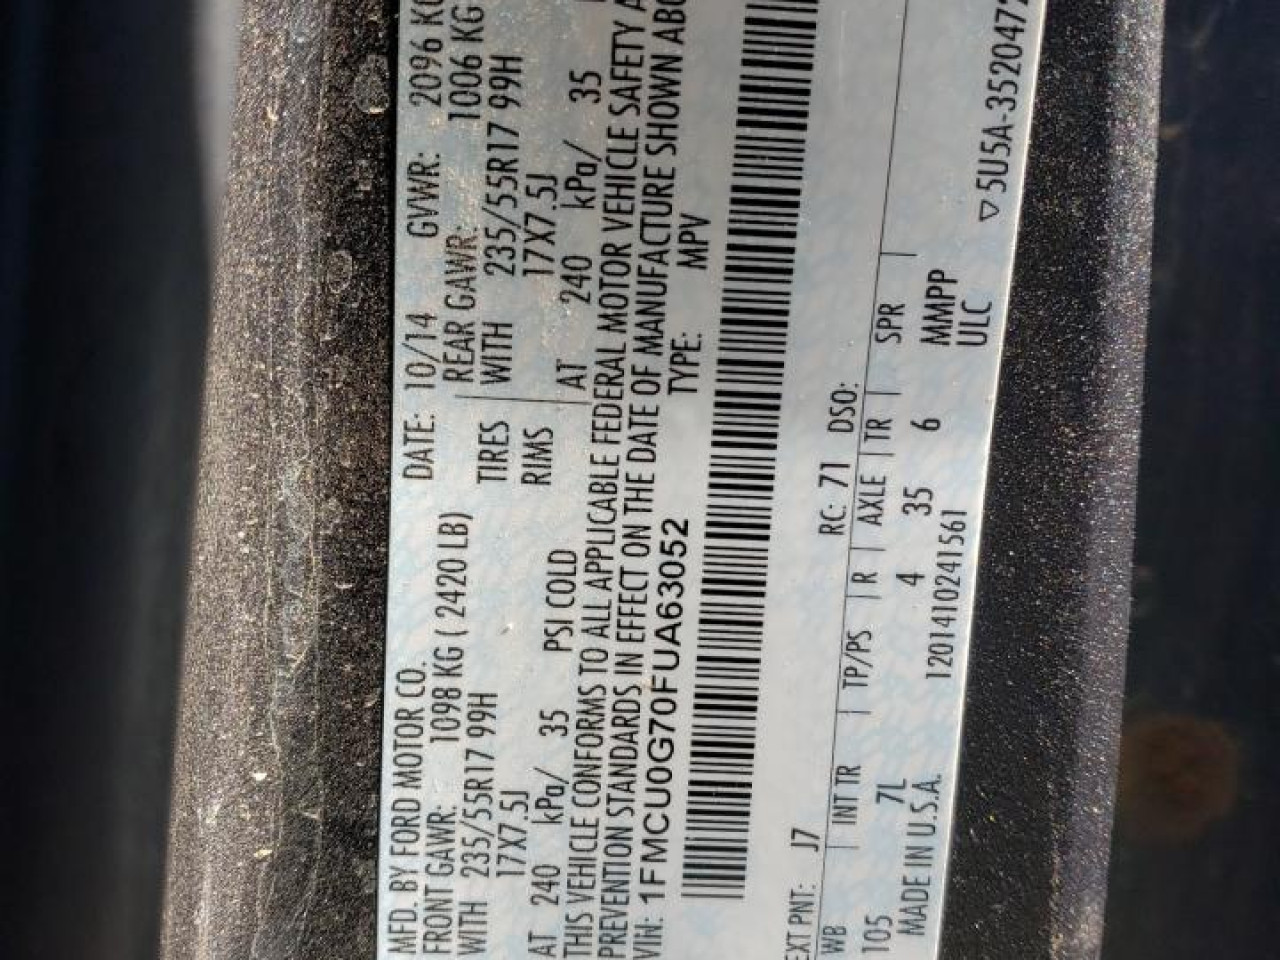 MFD. BY FORD MOTOR CO.
DATE: 10/14 GVWR: 2096 KG
FRONT GAWR: 1098 KG ( 2420 LB)
REAR GAWR: 1006 KG
WITH 235/55R17 99H TIRES WITH 235/55R17 99H
17X7.5J RIMS 17X7.5J
AT 240 kPa/ 35 PSI COLD AT 240 kPa/ 35
THIS VEHICLE CONFORMS TO ALL APPLICABLE FEDERAL MOTOR VEHICLE SAFETY A
PREVENTION STANDARDS IN EFFECT ON THE DATE OF MANUFACTURE SHOWN ABO
VIN: 1FMCU0G70FUA63052 TYPE: MPV
EXT PNT: J7 RC: 71 DSO:
WB INT TR TP/PS R AXLE TR SPR
105 7L 4 35 6 MMPP
ULC
MADE IN U.S.A. 1201410241561
▽ 5U5A-3520472